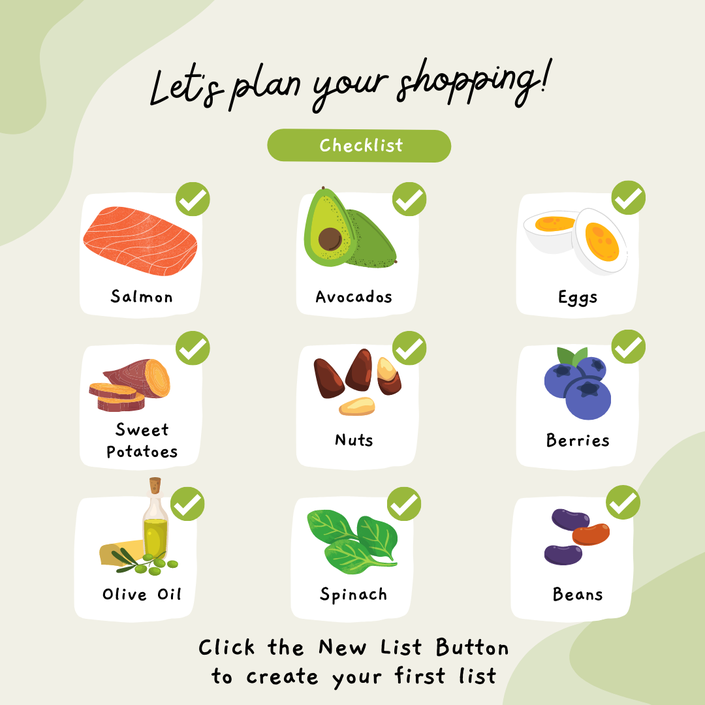 Let's plan your shopping!
Checklist
Salmon
Avocados
Eggs
Sweet
Potatoes
Nuts
Berries
Olive Oil
Spinach
Beans
Click the New List Button
to create your first list